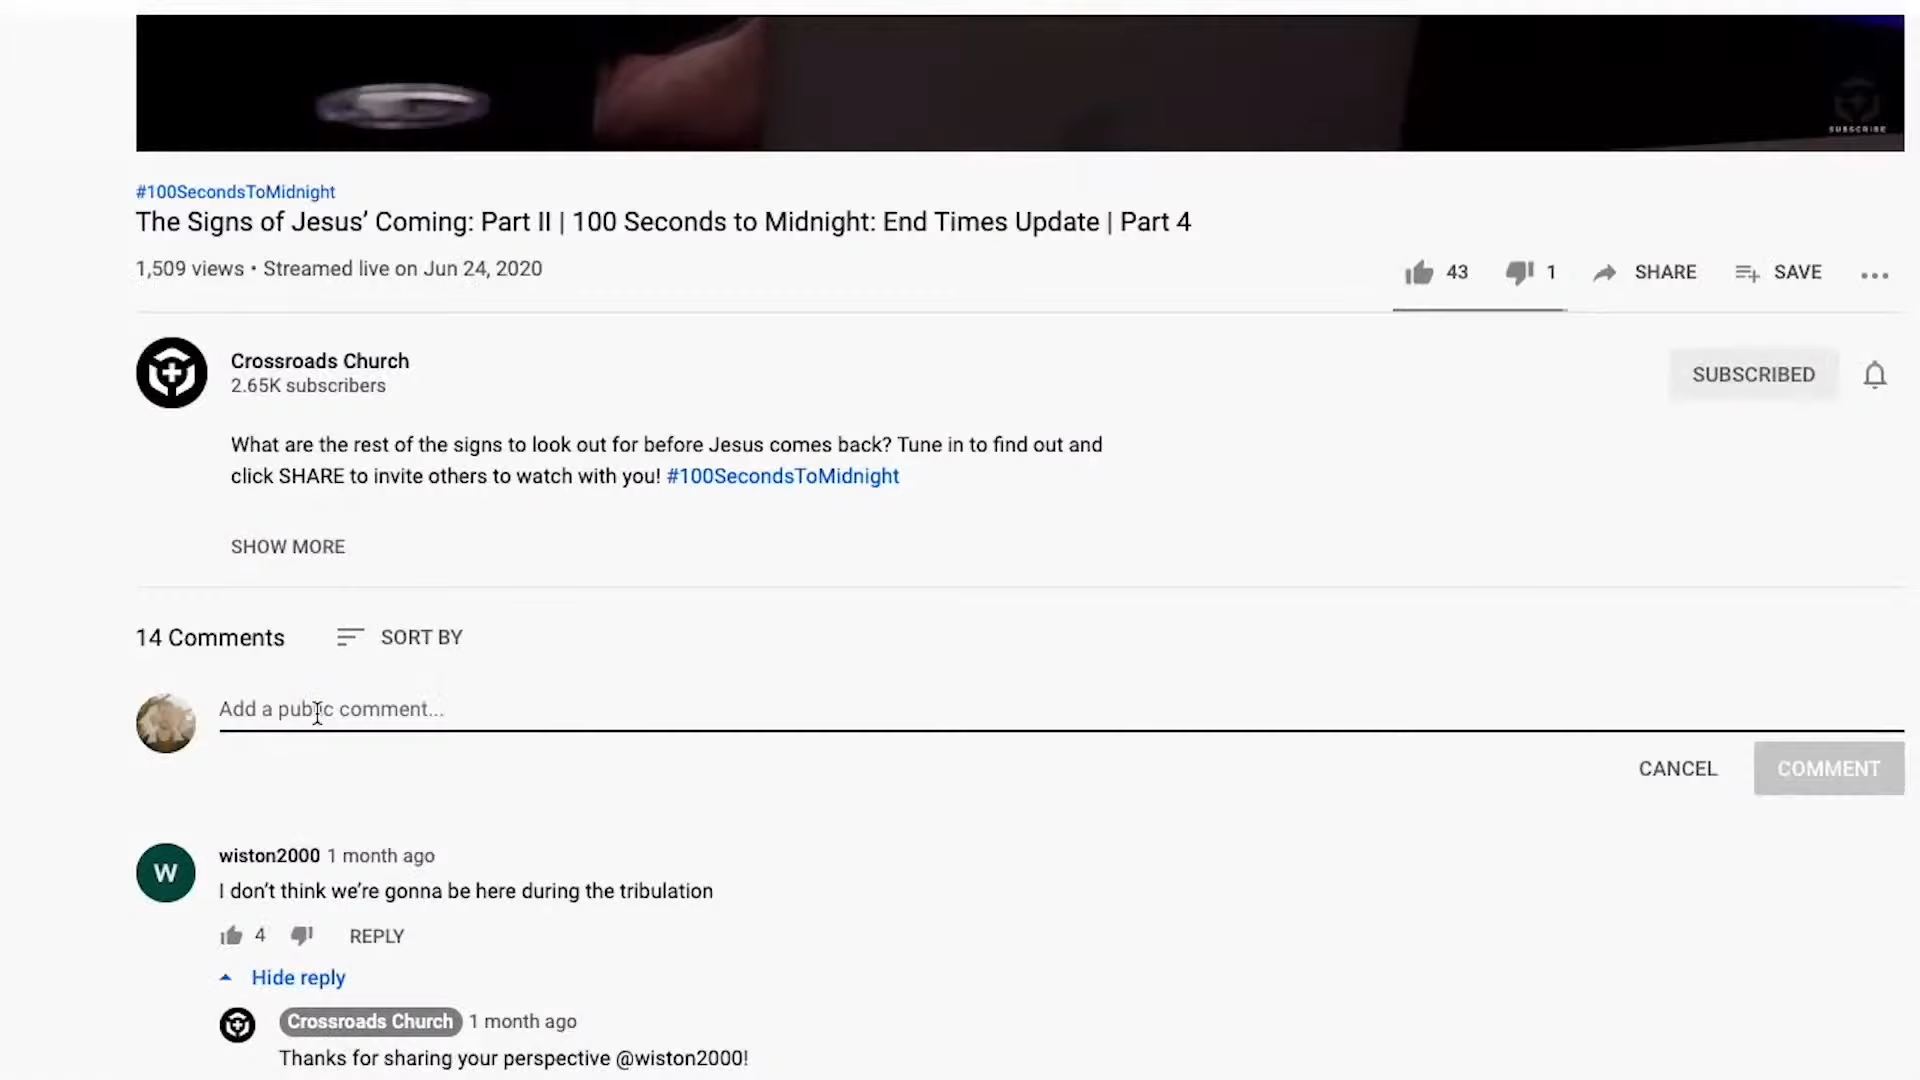 SUBSCRIBE
#100SecondsToMidnight
The Signs of Jesus’ Coming: Part II | 100 Seconds to Midnight: End Times Update | Part 4
1,509 views • Streamed live on Jun 24, 2020
43 1 SHARE SAVE
Crossroads Church
2.65K subscribers
SUBSCRIBED
What are the rest of the signs to look out for before Jesus comes back? Tune in to find out and
click SHARE to invite others to watch with you! #100SecondsToMidnight
SHOW MORE
14 Comments SORT BY
Add a public comment...
CANCEL COMMENT
W
wiston2000 1 month ago
I don’t think we’re gonna be here during the tribulation
4 REPLY
Hide reply
Crossroads Church 1 month ago
Thanks for sharing your perspective @wiston2000!